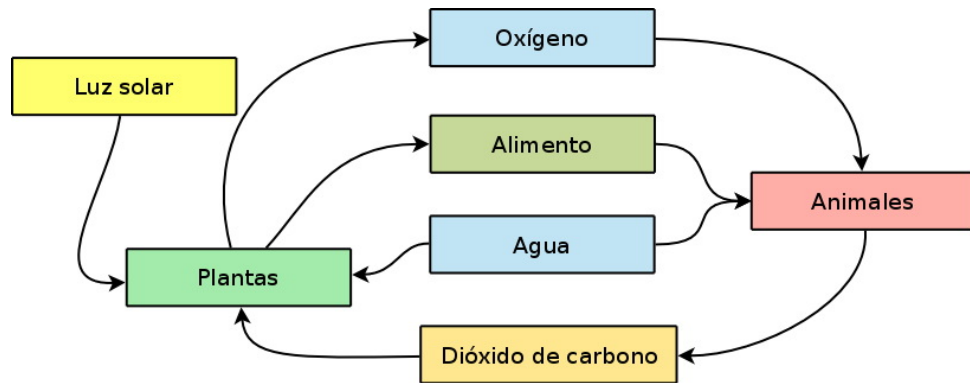 Oxígeno
Luz solar
Alimento
Animales
Agua
Plantas
Dióxido de carbono